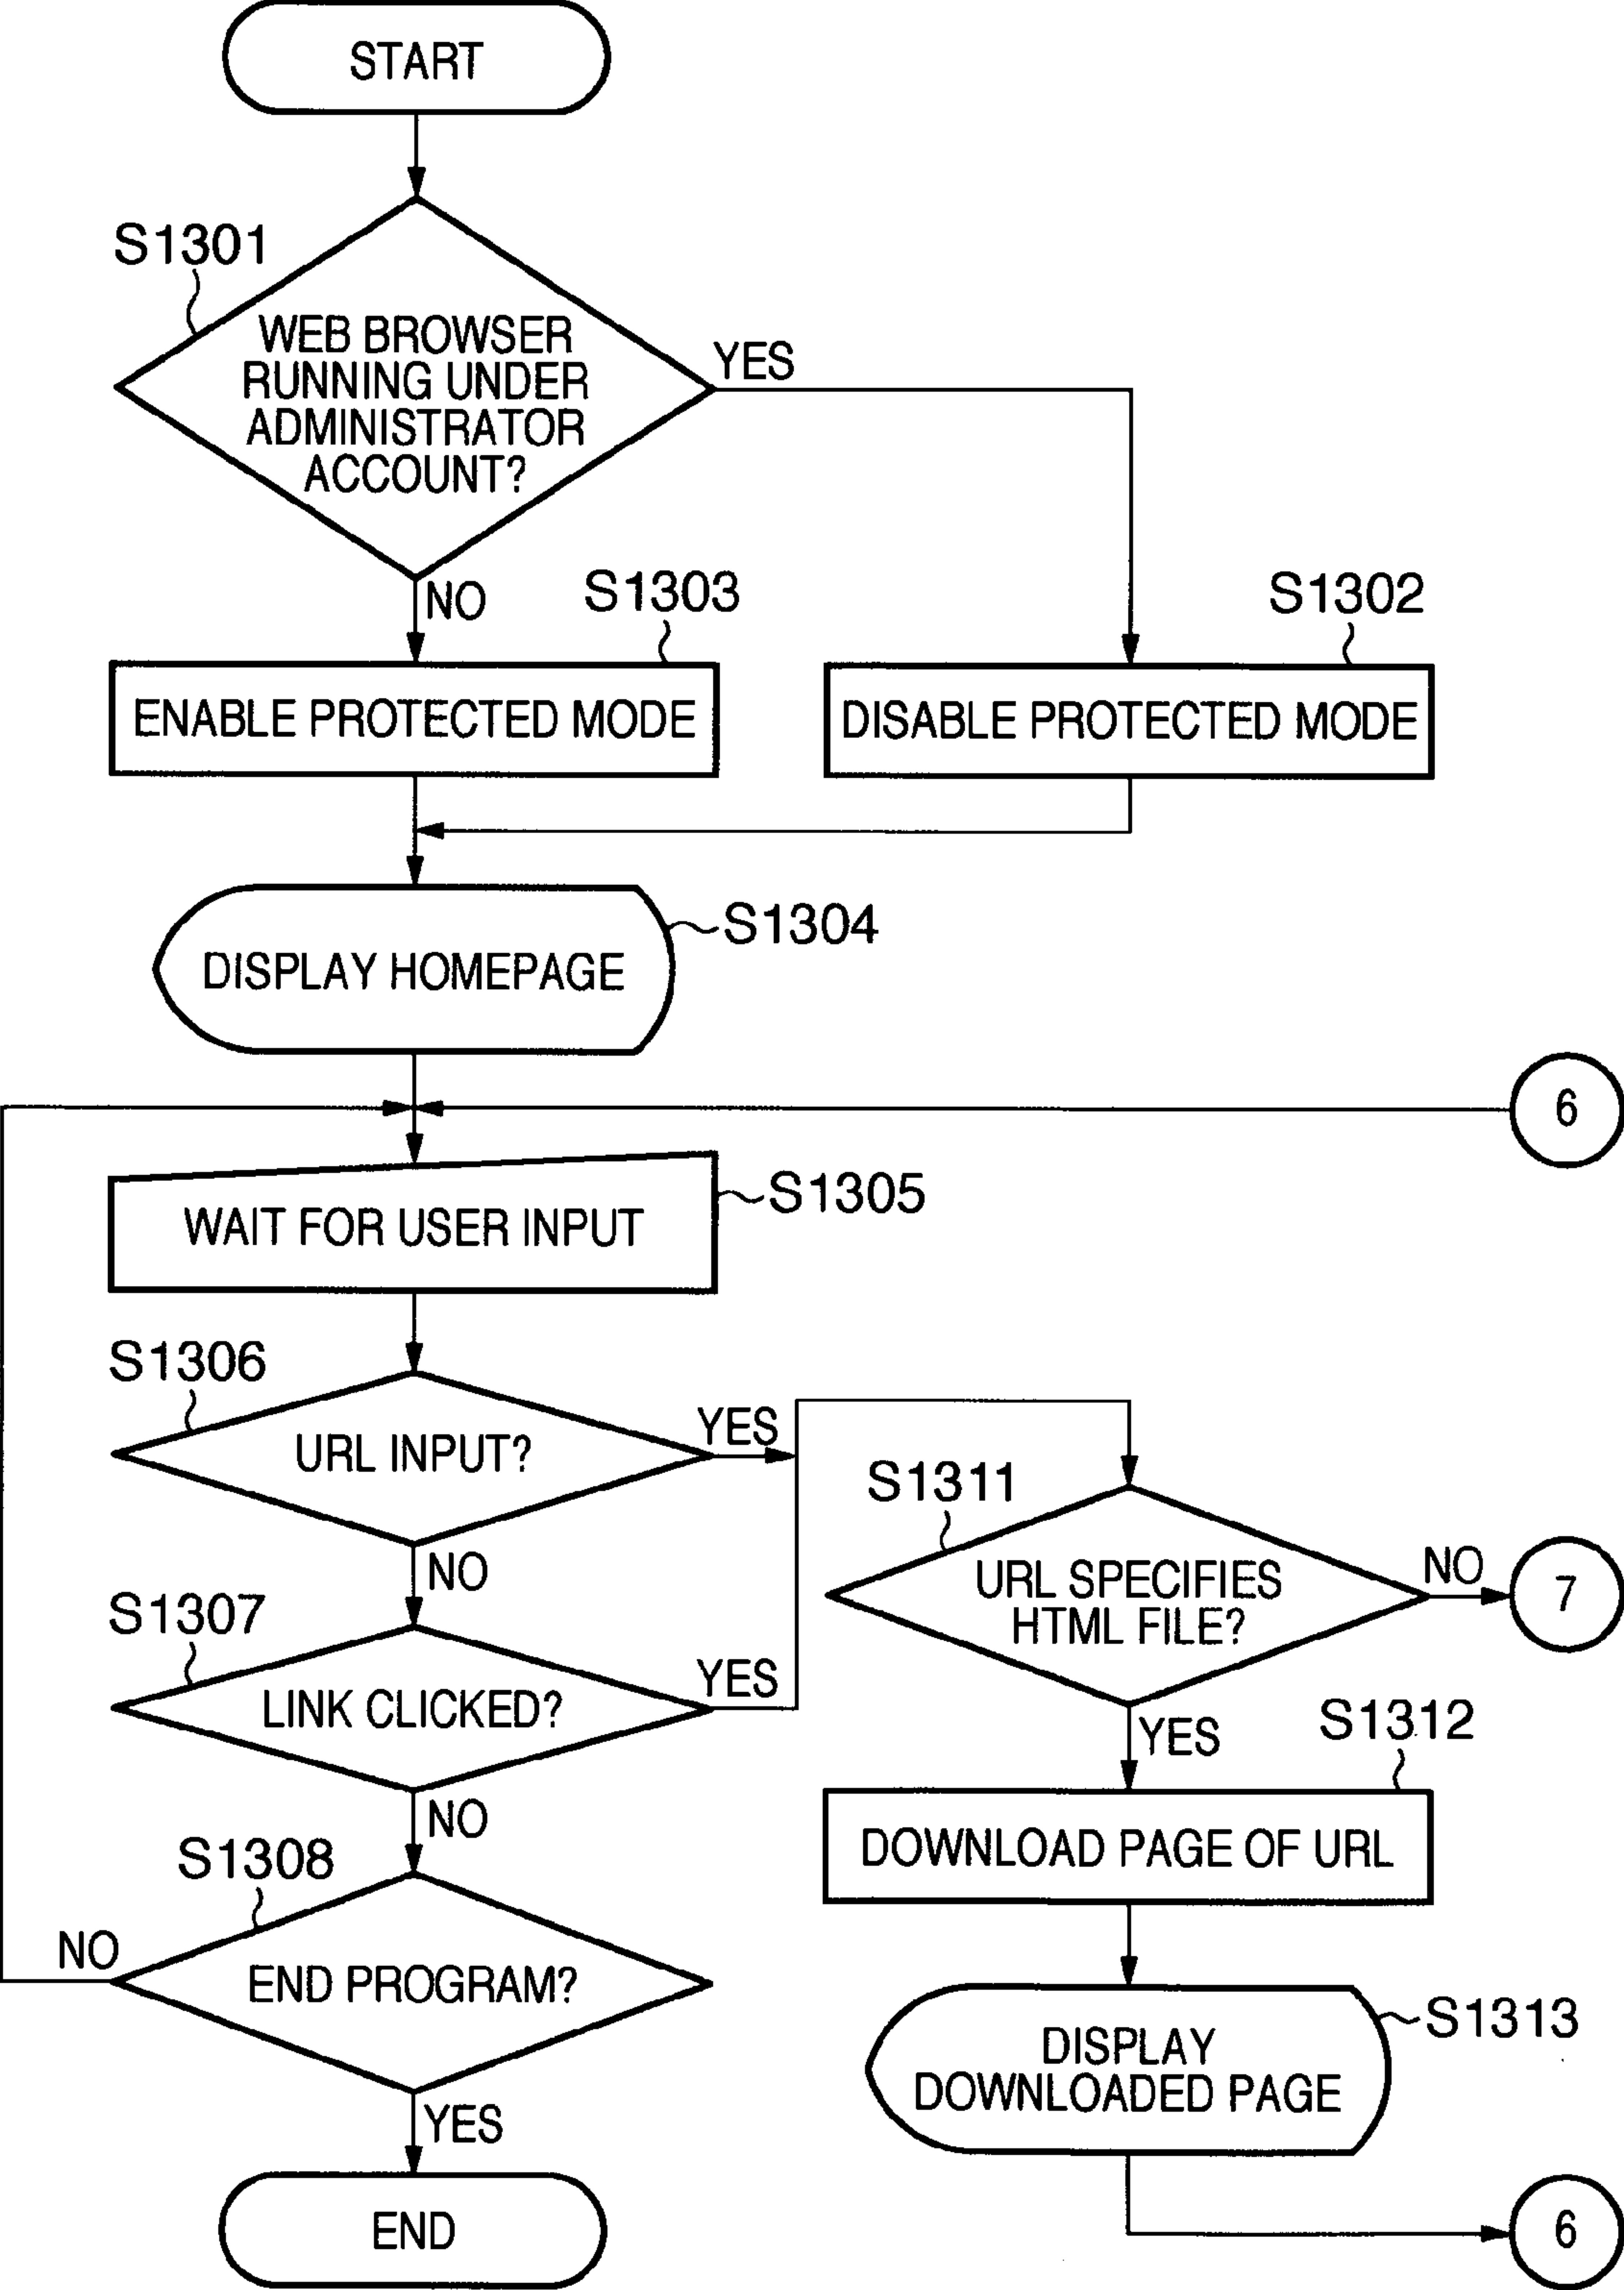 START
S1301
WEB BROWSER
RUNNING UNDER
ADMINISTRATOR
ACCOUNT?
YES
NO
S1303
S1302
ENABLE PROTECTED MODE
DISABLE PROTECTED MODE
DISPLAY HOMEPAGE
S1304
6
WAIT FOR USER INPUT
S1305
S1306
URL INPUT?
YES
NO
S1307
LINK CLICKED?
YES
NO
S1308
END PROGRAM?
NO
YES
END
S1311
URL SPECIFIES
HTML FILE?
NO
7
YES
S1312
DOWNLOAD PAGE OF URL
S1313
DISPLAY
DOWNLOADED PAGE
6